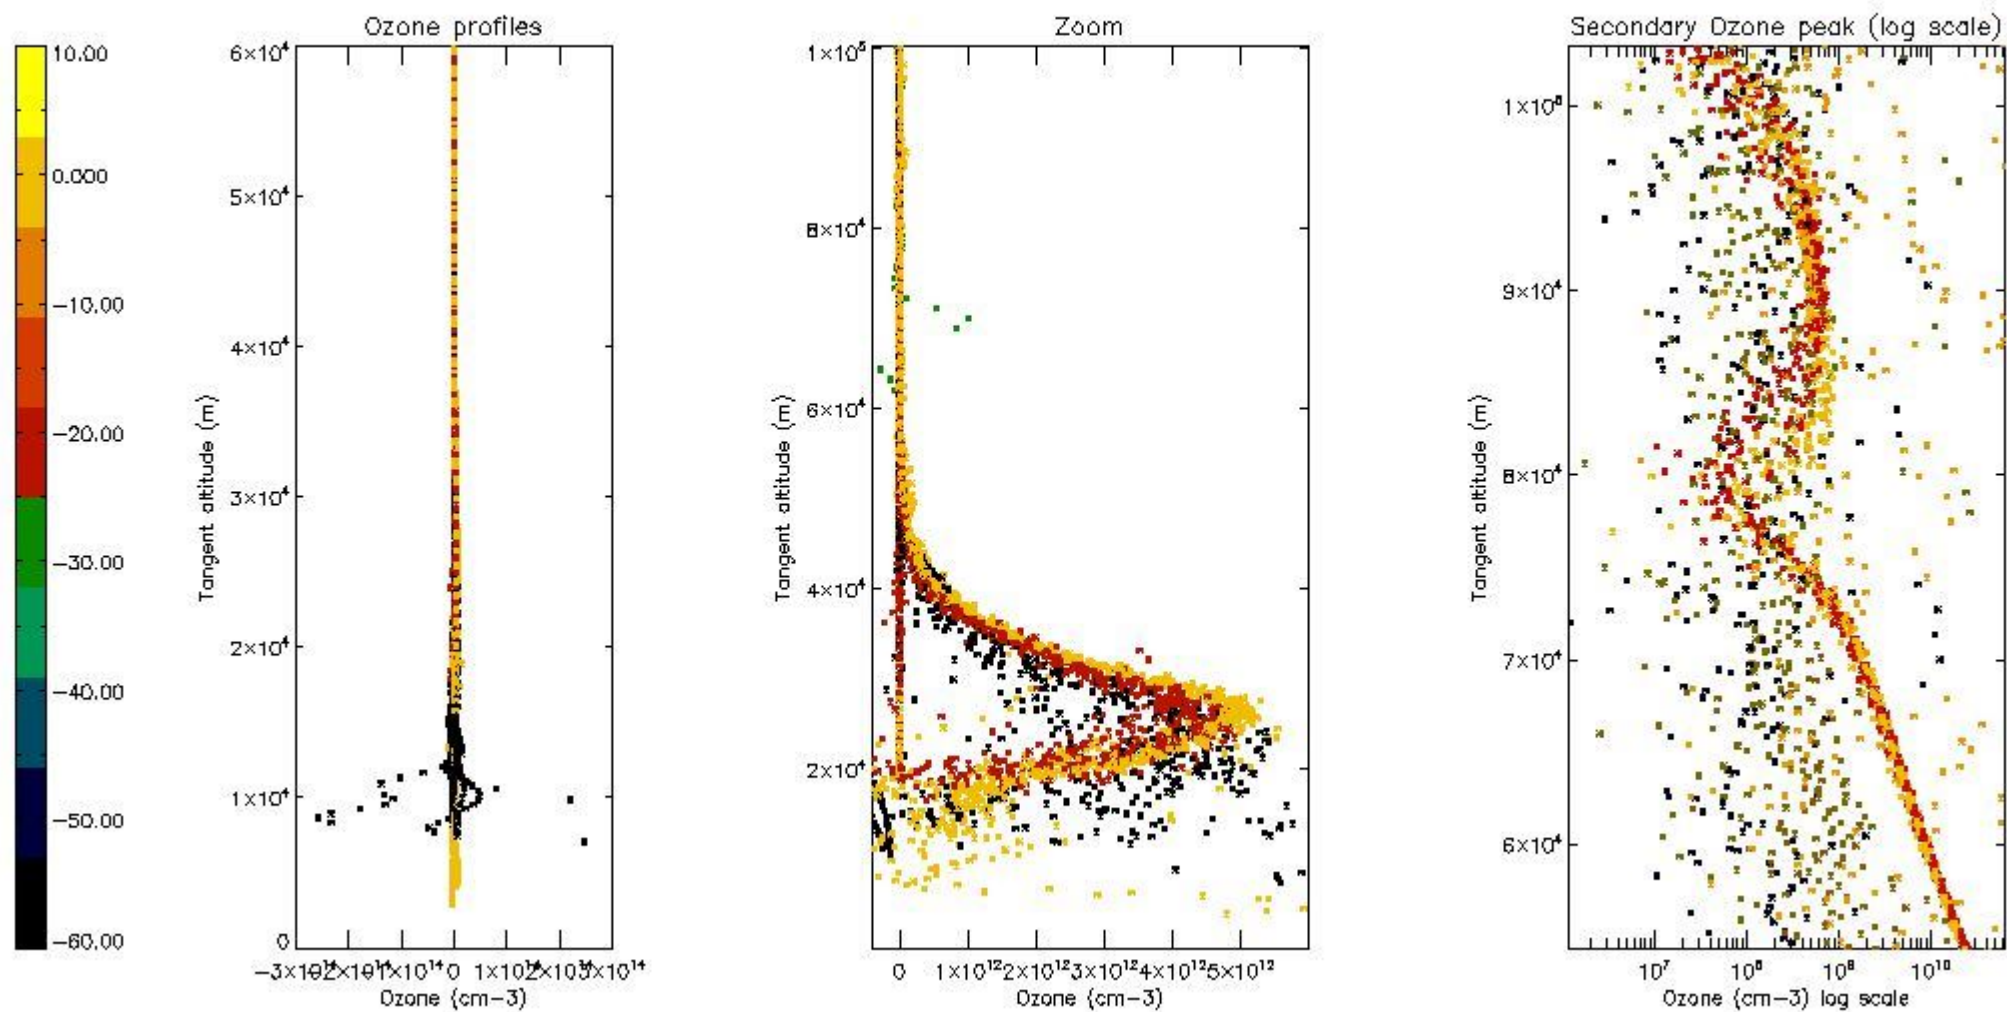 Ozone profiles
Zoom
Secondary Ozone peak (log scale)
10.00
0.000
−10.00
−20.00
−30.00
−40.00
−50.00
−60.00
6×10⁴
5×10⁴
4×10⁴
3×10⁴
2×10⁴
1×10⁴
0
Tangent altitude (m)
0
Ozone (cm−3)
1×10⁵
8×10⁴
6×10⁴
4×10⁴
2×10⁴
Tangent altitude (m)
0 1×10¹² 2×10¹² 3×10¹² 4×10¹² 5×10¹²
Ozone (cm−3)
9×10⁴
8×10⁴
7×10⁴
6×10⁴
Tangent altitude (m)
10⁷ 10¹⁰
Ozone (cm−3) log scale